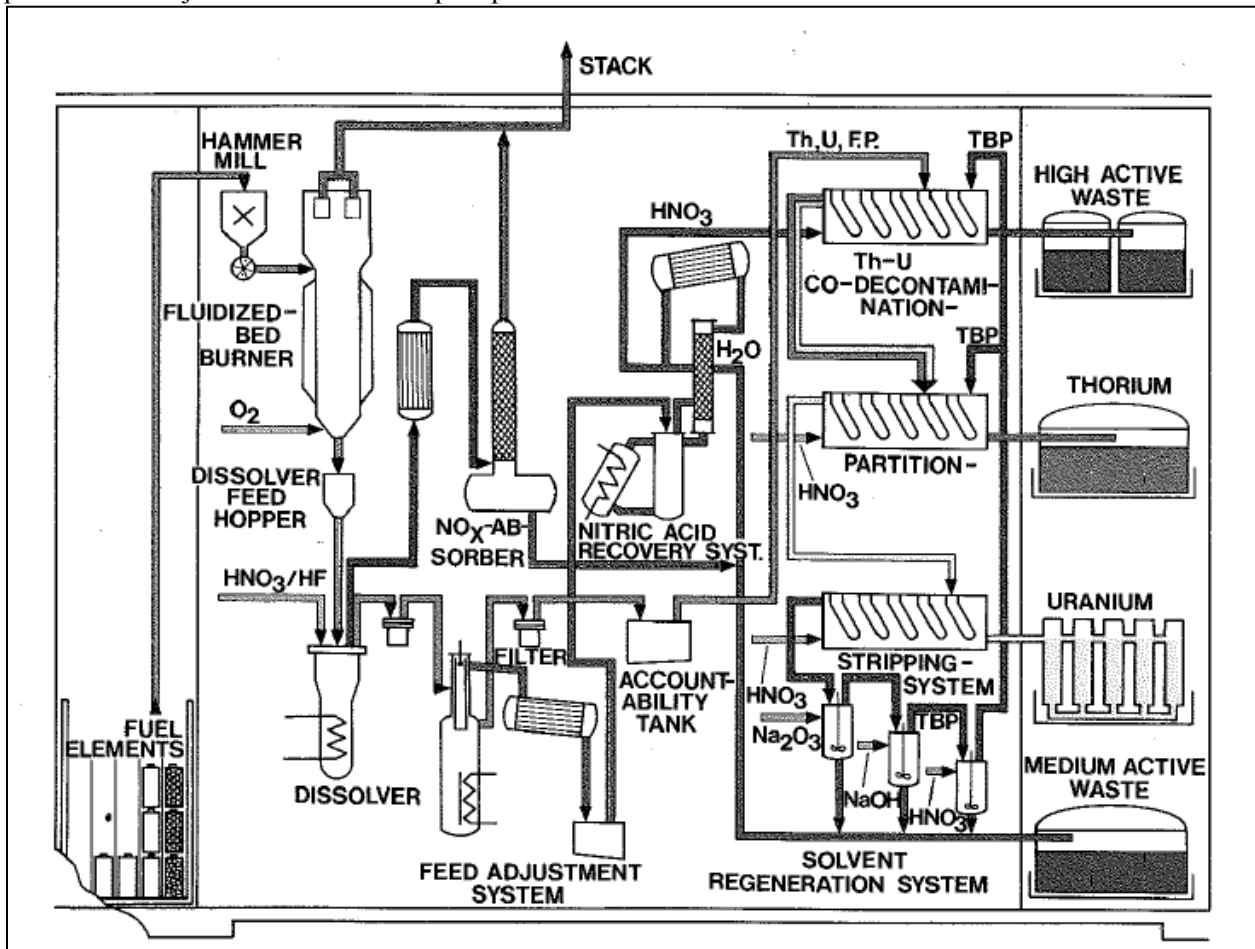 STACK
HAMMER
MILL
FLUIDIZED-
BED
BURNER
O2
DISSOLVER
FEED
HOPPER
HNO3/HF
DISSOLVER
FUEL
ELEMENTS
NOX-AB-
SORBER
FILTER
FEED ADJUSTMENT
SYSTEM
ACCOUNT-
ABILITY
TANK
HNO3
H2O
NITRIC ACID
RECOVERY SYST.
Th,U,F.P.
TBP
Th-U
CO-DECONTAMI-
NATION-
TBP
HNO3
PARTITION-
HNO3
STRIPPING-
SYSTEM
Na2O3
NaOH
TBP
HNO3
SOLVENT
REGENERATION SYSTEM
HIGH ACTIVE
WASTE
THORIUM
URANIUM
MEDIUM ACTIVE
WASTE